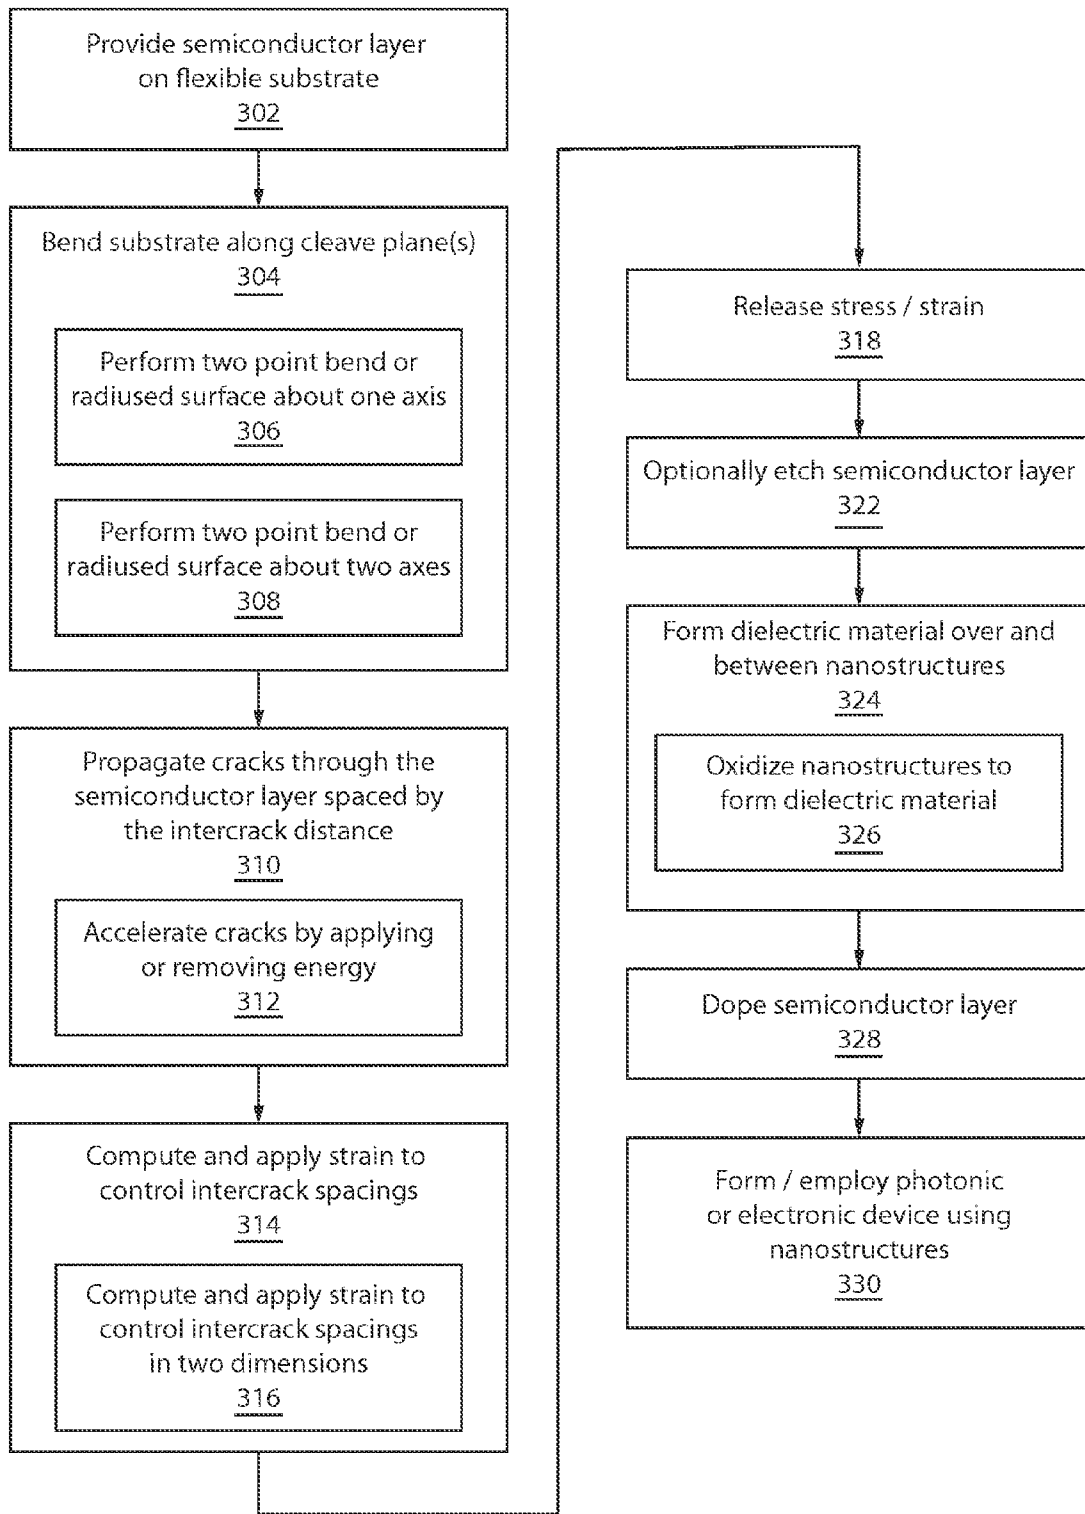 Provide semiconductor layer
on flexible substrate
302
Bend substrate along cleave plane(s)
304
Perform two point bend or
radiused surface about one axis
306
Perform two point bend or
radiused surface about two axes
308
Propagate cracks through the
semiconductor layer spaced by
the intercrack distance
310
Accelerate cracks by applying
or removing energy
312
Compute and apply strain to
control intercrack spacings
314
Compute and apply strain to
control intercrack spacings
in two dimensions
316
Release stress / strain
318
Optionally etch semiconductor layer
322
Form dielectric material over and
between nanostructures
324
Oxidize nanostructures to
form dielectric material
326
Dope semiconductor layer
328
Form / employ photonic
or electronic device using
nanostructures
330